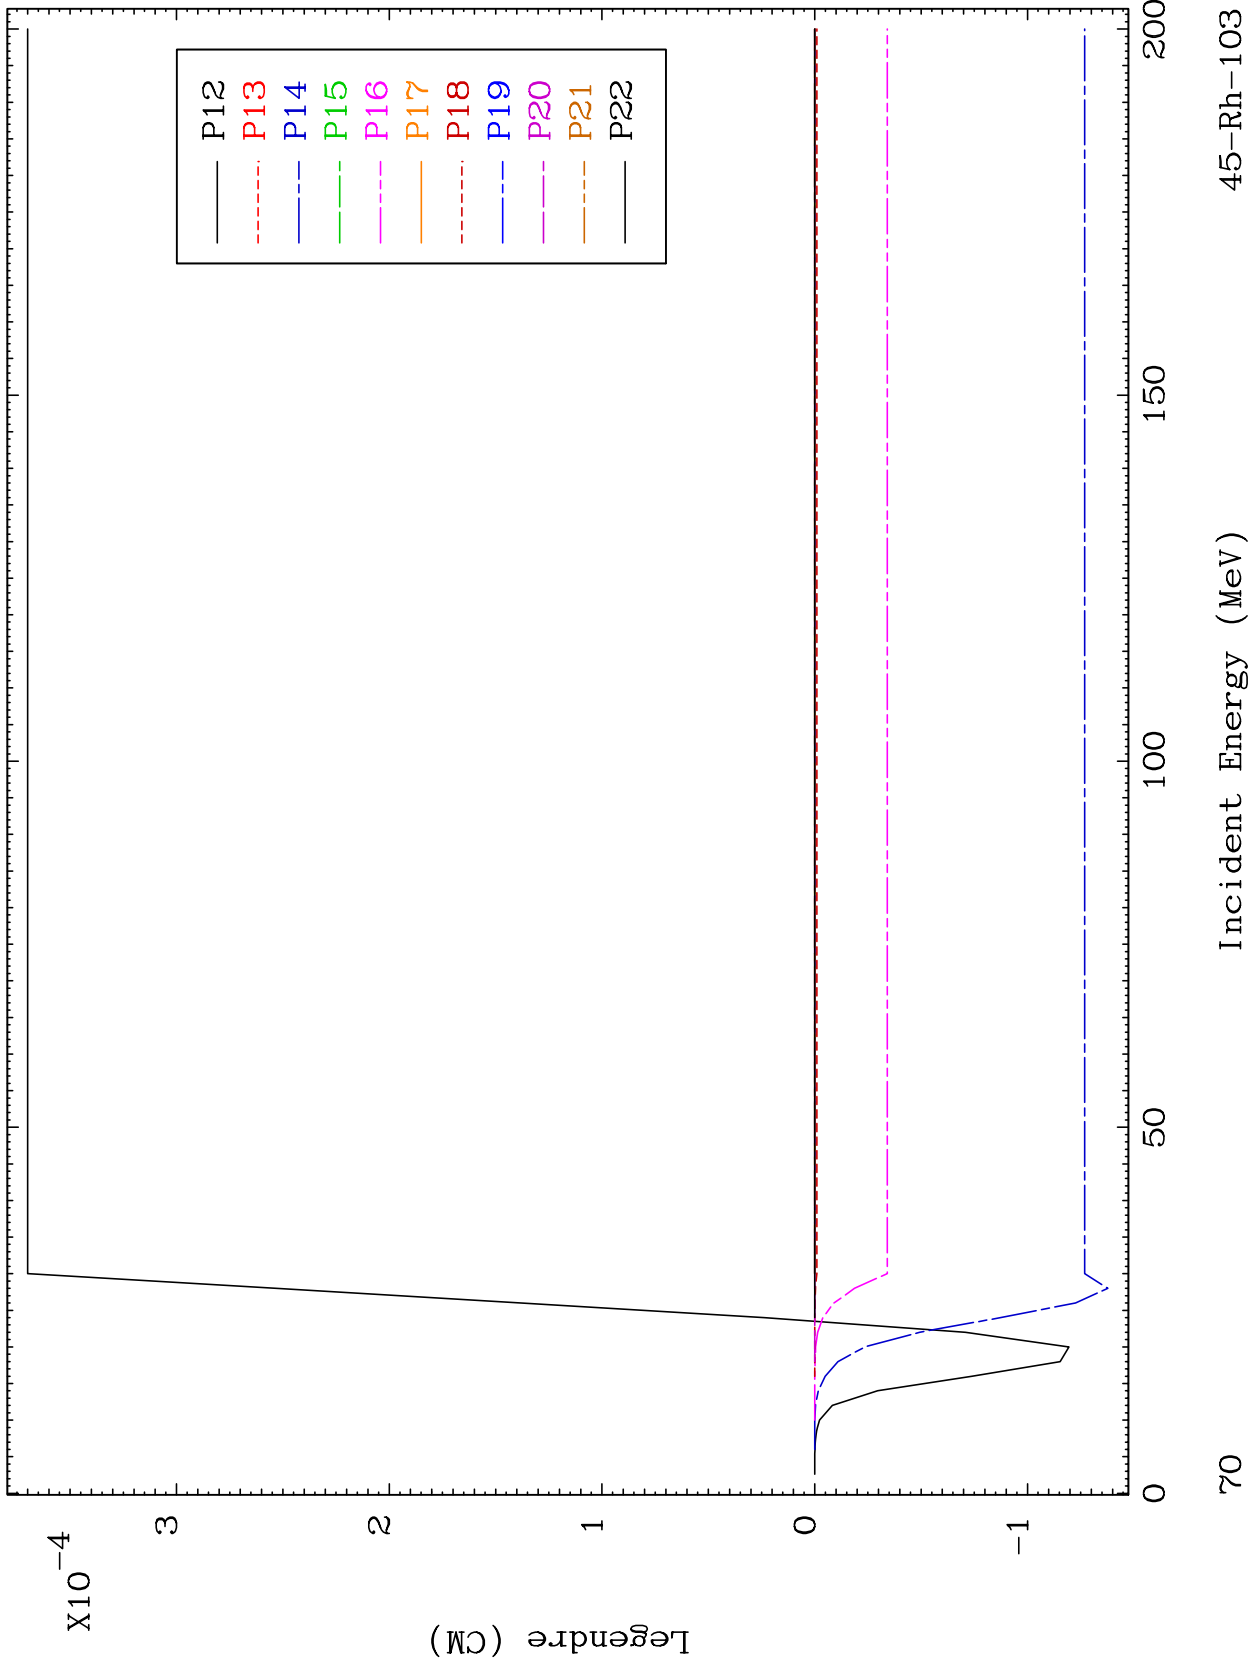 X10
-4
3
2
1
0
-1
Legendre (CM)
P12
P13
P14
P15
P16
P17
P18
P19
P20
P21
P22
0
50
100
150
200
Incident Energy (MeV)
70
45-Rh-103